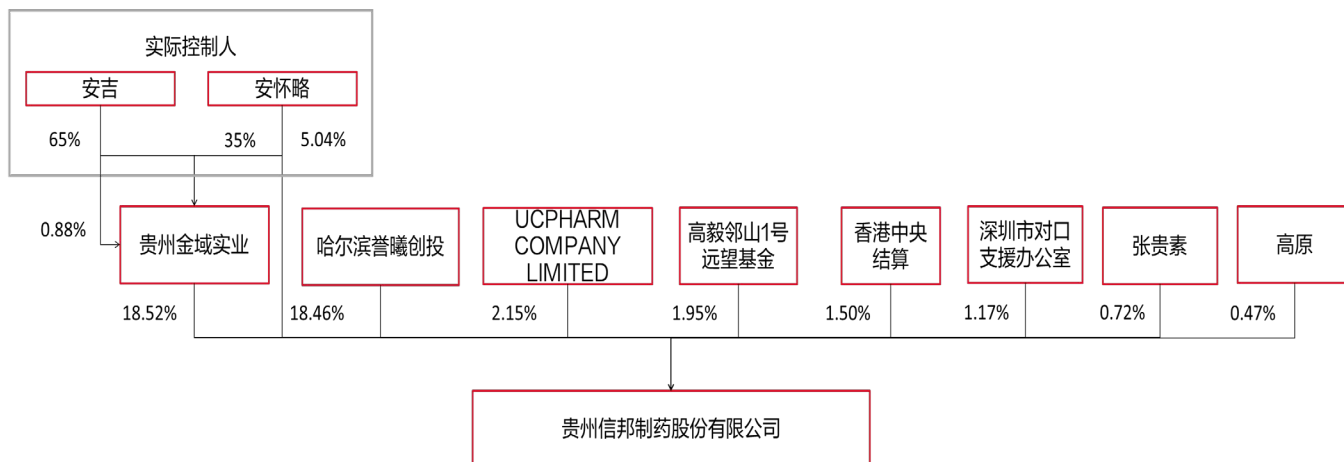 实际控制人
安吉
安怀略
65%
35%
5.04%
0.88%
贵州金域实业
哈尔滨誉曦创投
UCPHARM
COMPANY
LIMITED
高毅邻山1号
远望基金
香港中央
结算
深圳市对口
支援办公室
张贵素
高原
18.52%
18.46%
2.15%
1.95%
1.50%
1.17%
0.72%
0.47%
贵州信邦制药股份有限公司